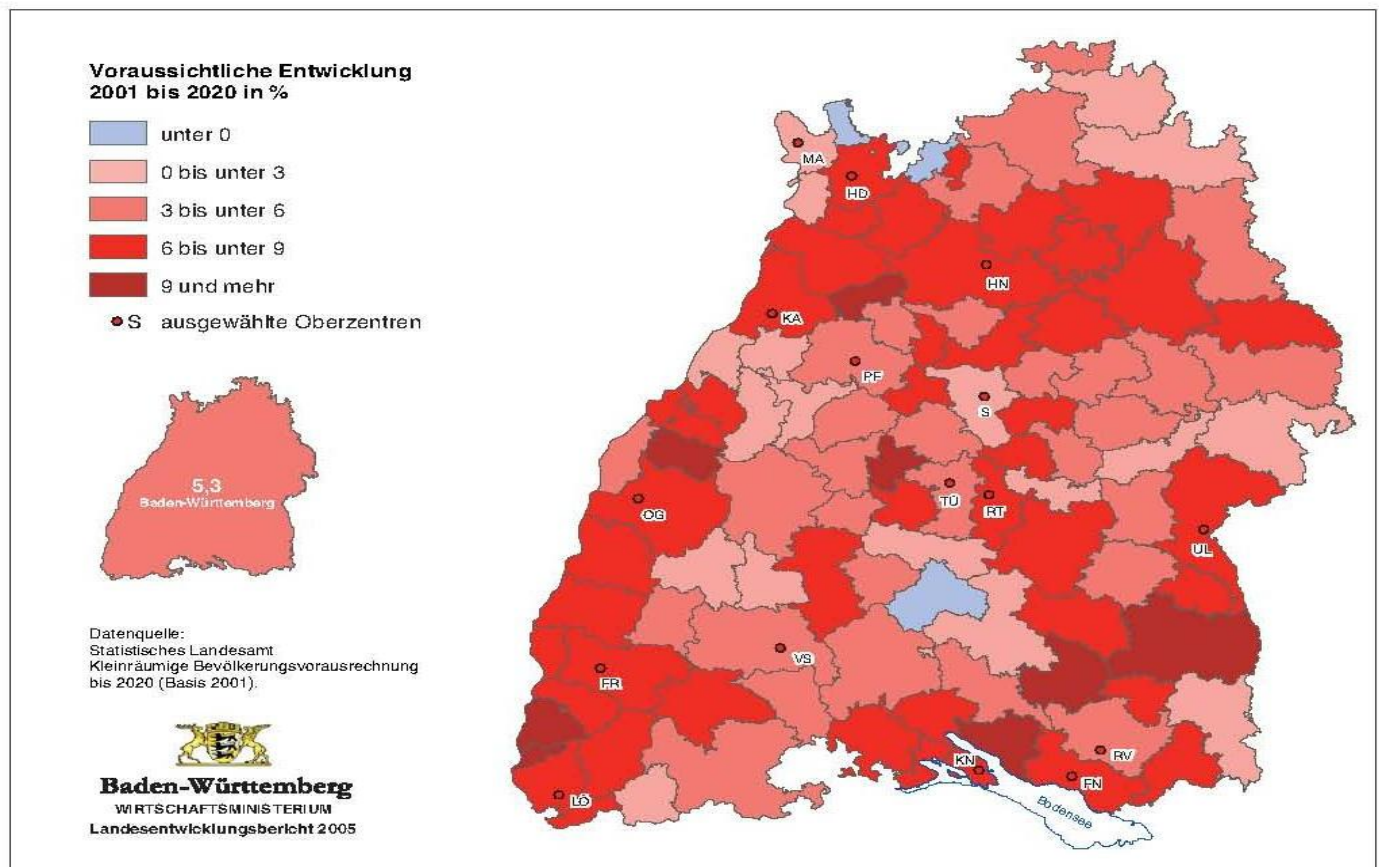 Voraussichtliche Entwicklung
2001 bis 2020 in %
unter 0
0 bis unter 3
3 bis unter 6
6 bis unter 9
9 und mehr
S ausgewählte Oberzentren
5,3
Baden-Württemberg
Datenquelle:
Statistisches Landesamt
Kleinräumige Bevölkerungsvorausrechnung
bis 2020 (Basis 2001).
Baden-Württemberg
WIRTSCHAFTSMINISTERIUM
Landesentwicklungsbericht 2005
MA
HD
HN
KA
PF
S
OG
TÜ
RT
UL
VS
FR
RV
KN
FN
LÖ
Bodensee